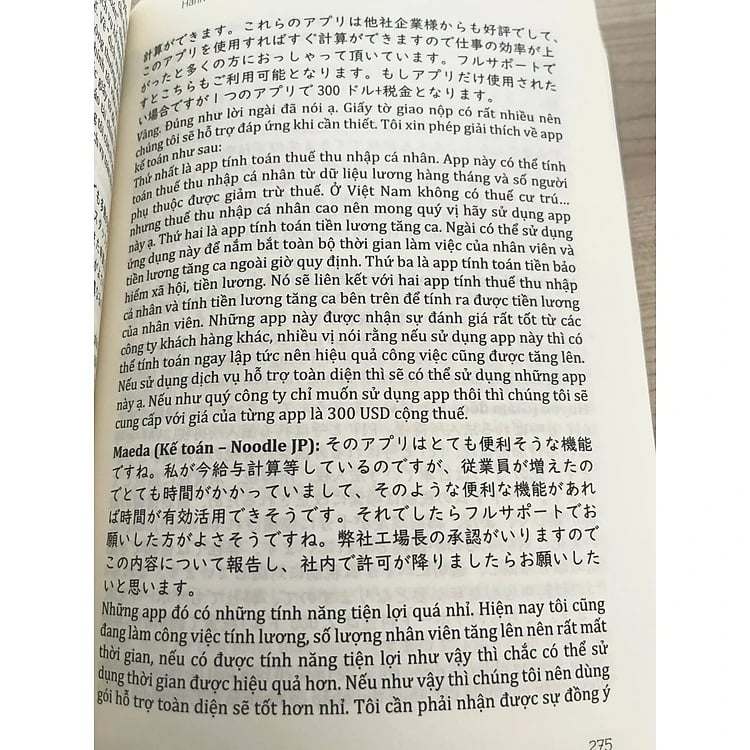 計算ができます。これらのアプリは他社企業様からも好評でして、
このアプリを使用すればすぐ計算ができますので仕事の効率が上
がったと多くの方におっしゃって頂いています。フルサポートで
すとこちらもご利用可能となります。もしアプリだけ使用された
い場合ですが1つのアプリで300ドル+税金となります。
Vâng. Đúng như lời ngài đã nói ạ. Giấy tờ giao nộp có rất nhiều nên
chúng tôi sẽ hỗ trợ đáp ứng khi cần thiết. Tôi xin phép giải thích về app
kế toán như sau:
Thứ nhất là app tính toán thuế thu nhập cá nhân. App này có thể tính
toán thuế thu nhập cá nhân từ dữ liệu lương hàng tháng và số người
phụ thuộc được giảm trừ thuế. Ở Việt Nam không có thuế cư trú...
nhưng thuế thu nhập cá nhân cao nên mong quý vị hãy sử dụng app
này ạ. Thứ hai là app tính toán tiền lương tăng ca. Ngài có thể sử dụng
ứng dụng này để nắm bắt toàn bộ thời gian làm việc của nhân viên và
tiền lương tăng ca ngoài giờ quy định. Thứ ba là app tính toán tiền bảo
hiểm xã hội, tiền lương. Nó sẽ liên kết với hai app tính thuế thu nhập
cá nhân và tính tiền lương tăng ca bên trên để tính ra được tiền lương
của nhân viên. Những app này được nhận sự đánh giá rất tốt từ các
công ty khách hàng khác, nhiều vị nói rằng nếu sử dụng app này thì có
thể tính toán ngay lập tức nên hiệu quả công việc cũng được tăng lên.
Nếu sử dụng dịch vụ hỗ trợ toàn diện thì sẽ có thể sử dụng những app
này ạ. Nếu như quý công ty chỉ muốn sử dụng app thôi thì chúng tôi sẽ
cung cấp với giá của từng app là 300 USD cộng thuế.
Maeda (Kế toán – Noodle JP): そのアプリはとても便利そうな機能
ですね。私が今給与計算等しているのですが、従業員が増えたの
でとても時間がかかっていまして、そのような便利な機能があれ
ば時間が有効活用できそうです。それでしたらフルサポートでお
願いした方がよさそうですね。弊社工場長の承認がいりますので
この内容について報告し、社内で許可が降りましたらお願いした
いと思います。
Những app đó có những tính năng tiện lợi quá nhỉ. Hiện nay tôi cũng
đang làm công việc tính lương, số lượng nhân viên tăng lên nên rất mất
thời gian, nếu có được tính năng tiện lợi như vậy thì chắc có thể sử
dụng thời gian được hiệu quả hơn. Nếu như vậy thì chúng tôi nên dùng
gói hỗ trợ toàn diện sẽ tốt hơn nhỉ. Tôi cần phải nhận được sự đồng ý
275